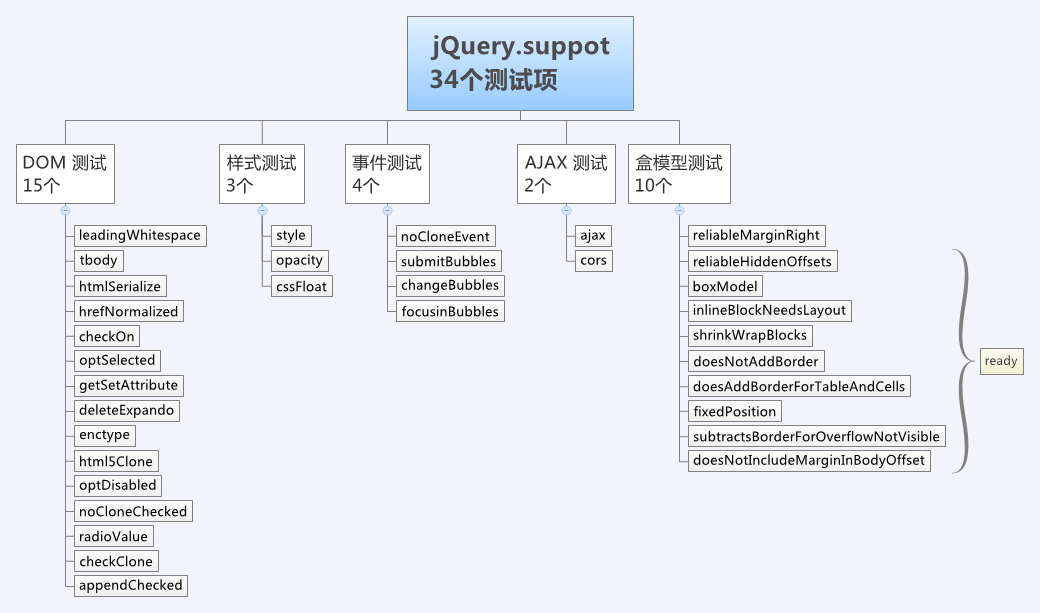 jQuery.suppot
34个测试项
DOM 测试
15个
leadingWhitespace
tbody
htmlSerialize
hrefNormalized
checkOn
optSelected
getSetAttribute
deleteExpando
enctype
html5Clone
optDisabled
noCloneChecked
radioValue
checkClone
appendChecked
样式测试
3个
style
opacity
cssFloat
事件测试
4个
noCloneEvent
submitBubbles
changeBubbles
focusinBubbles
AJAX 测试
2个
ajax
cors
盒模型测试
10个
reliableMarginRight
reliableHiddenOffsets
boxModel
inlineBlockNeedsLayout
shrinkWrapBlocks
doesNotAddBorder
doesAddBorderForTableAndCells
fixedPosition
subtractsBorderForOverflowNotVisible
doesNotIncludeMarginInBodyOffset
ready